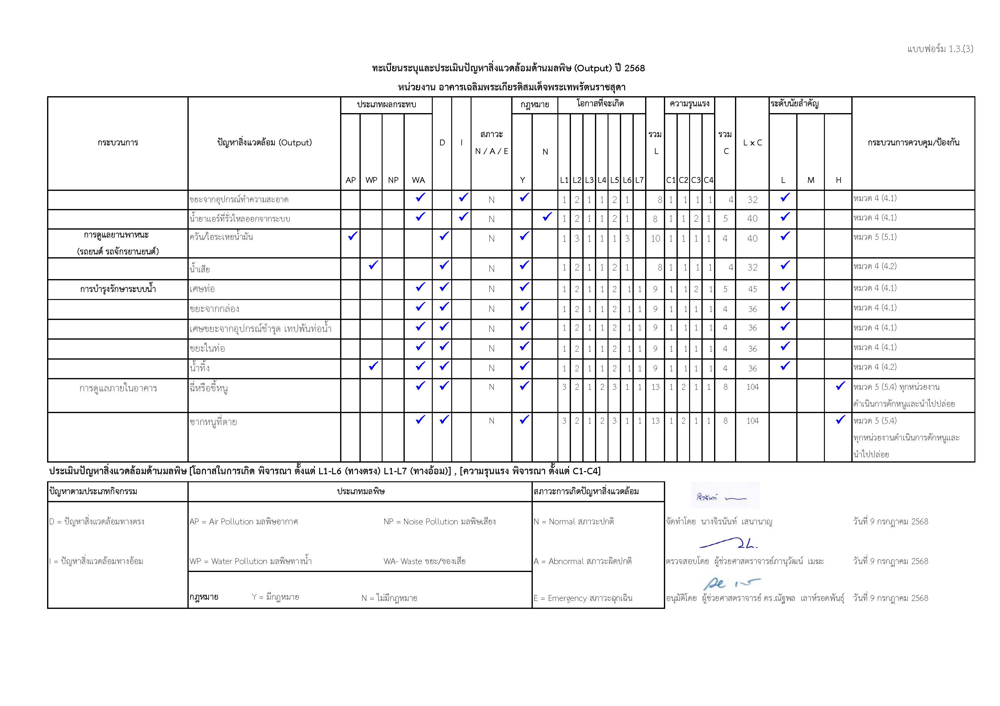 แบบฟอร์ม 1.3.(3)
ทะเบียนระบุและประเมินปัญหาสิ่งแวดล้อมด้านมลพิษ (Output) ปี 2568
หน่วยงาน อาคารเฉลิมพระเกียรติสมเด็จพระเทพรัตนราชสุดา
กระบวนการ ปัญหาสิ่งแวดล้อม (Output) ประเภทผลกระทบ D I สภาวะ N / A / E กฎหมาย โอกาสที่จะเกิด รวม L ความรุนแรง รวม C L x C ระดับนัยสำคัญ กระบวนการควบคุม/ป้องกัน
AP WP NP WA Y N L1 L2 L3 L4 L5 L6 L7 C1 C2 C3 C4 L M H
ขยะจากอุปกรณ์ทำความสะอาด ✓ ✓ N ✓ 1 2 1 1 2 1 8 1 1 1 1 4 32 ✓ หมวด 4 (4.1)
น้ำยาแอร์ที่รั่วไหลออกจากระบบ ✓ ✓ N ✓ 1 2 1 1 2 1 8 1 1 2 1 5 40 ✓ หมวด 4 (4.1)
การดูแลยานพาหนะ ควัน/ไอระเหยน้ำมัน ✓ ✓ N ✓ 1 3 1 1 1 3 10 1 1 1 1 4 40 ✓ หมวด 5 (5.1)
(รถยนต์ รถจักรยานยนต์)
น้ำเสีย ✓ ✓ N ✓ 1 2 1 1 2 1 8 1 1 1 1 4 32 ✓ หมวด 4 (4.2)
การบำรุงรักษาระบบน้ำ เศษท่อ ✓ ✓ N ✓ 1 2 1 1 2 1 1 9 1 1 2 1 5 45 ✓ หมวด 4 (4.1)
ขยะจากกล่อง ✓ ✓ N ✓ 1 2 1 1 2 1 1 9 1 1 1 1 4 36 ✓ หมวด 4 (4.1)
เศษขยะจากอุปกรณ์ชำรุด เทปพันท่อน้ำ ✓ ✓ N ✓ 1 2 1 1 2 1 1 9 1 1 1 1 4 36 ✓ หมวด 4 (4.1)
ขยะในท่อ ✓ ✓ N ✓ 1 2 1 1 2 1 1 9 1 1 1 1 4 36 ✓ หมวด 4 (4.1)
น้ำทิ้ง ✓ ✓ ✓ N ✓ 1 2 1 1 2 1 1 9 1 1 1 1 4 36 ✓ หมวด 4 (4.2)
การดูแลภายในอาคาร ฉี่หรือขี้หนู ✓ ✓ N ✓ 3 2 1 2 3 1 1 13 1 2 1 1 8 104 ✓ หมวด 5 (5.4) ทุกหน่วยงาน
ดำเนินการดักหนูและนำไปปล่อย
ซากหนูที่ตาย ✓ ✓ N ✓ 3 2 1 2 3 1 1 13 1 2 1 1 8 104 ✓ หมวด 5 (5.4)
ทุกหน่วยงานดำเนินการดักหนูและ
นำไปปล่อย
ประเมินปัญหาสิ่งแวดล้อมด้านมลพิษ [โอกาสในการเกิด พิจารณา ตั้งแต่ L1-L6 (ทางตรง) L1-L7 (ทางอ้อม)] , [ความรุนแรง พิจารณา ตั้งแต่ C1-C4]
ปัญหาตามประเภทกิจกรรม ประเภทมลพิษ สภาวะการเกิดปัญหาสิ่งแวดล้อม
จิรนันท์
D = ปัญหาสิ่งแวดล้อมทางตรง AP = Air Pollution มลพิษอากาศ NP = Noise Pollution มลพิษเสียง N = Normal สภาวะปกติ จัดทำโดย นางจิรนันท์ เสนานาญ วันที่ 9 กรกฎาคม 2568
I = ปัญหาสิ่งแวดล้อมทางอ้อม WP = Water Pollution มลพิษทางน้ำ WA- Waste ขยะ/ของเสีย A = Abnormal สภาวะผิดปกติ ตรวจสอบโดย ผู้ช่วยศาสตราจารย์ภานุวัฒน์ เมฆะ วันที่ 9 กรกฎาคม 2568
กฎหมาย Y = มีกฎหมาย N = ไม่มีกฎหมาย E = Emergency สภาวะฉุกเฉิน อนุมัติโดย ผู้ช่วยศาสตราจารย์ ดร.ณัฐพล เลาห์รอดพันธุ์ วันที่ 9 กรกฎาคม 2568